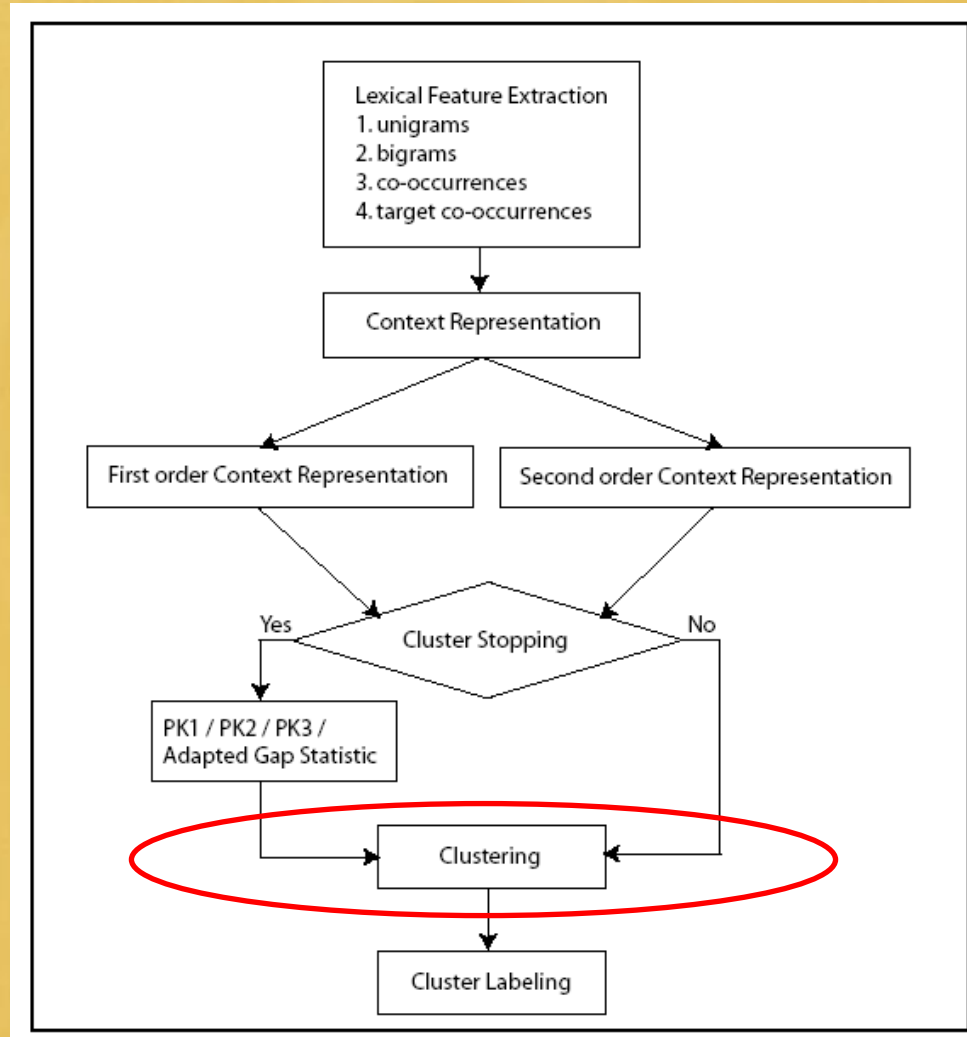 Lexical Feature Extraction
1. unigrams
2. bigrams
3. co-occurrences
4. target co-occurrences
Context Representation
First order Context Representation
Second order Context Representation
Yes
Cluster Stopping
No
PK1 / PK2 / PK3 /
Adapted Gap Statistic
Clustering
Cluster Labeling